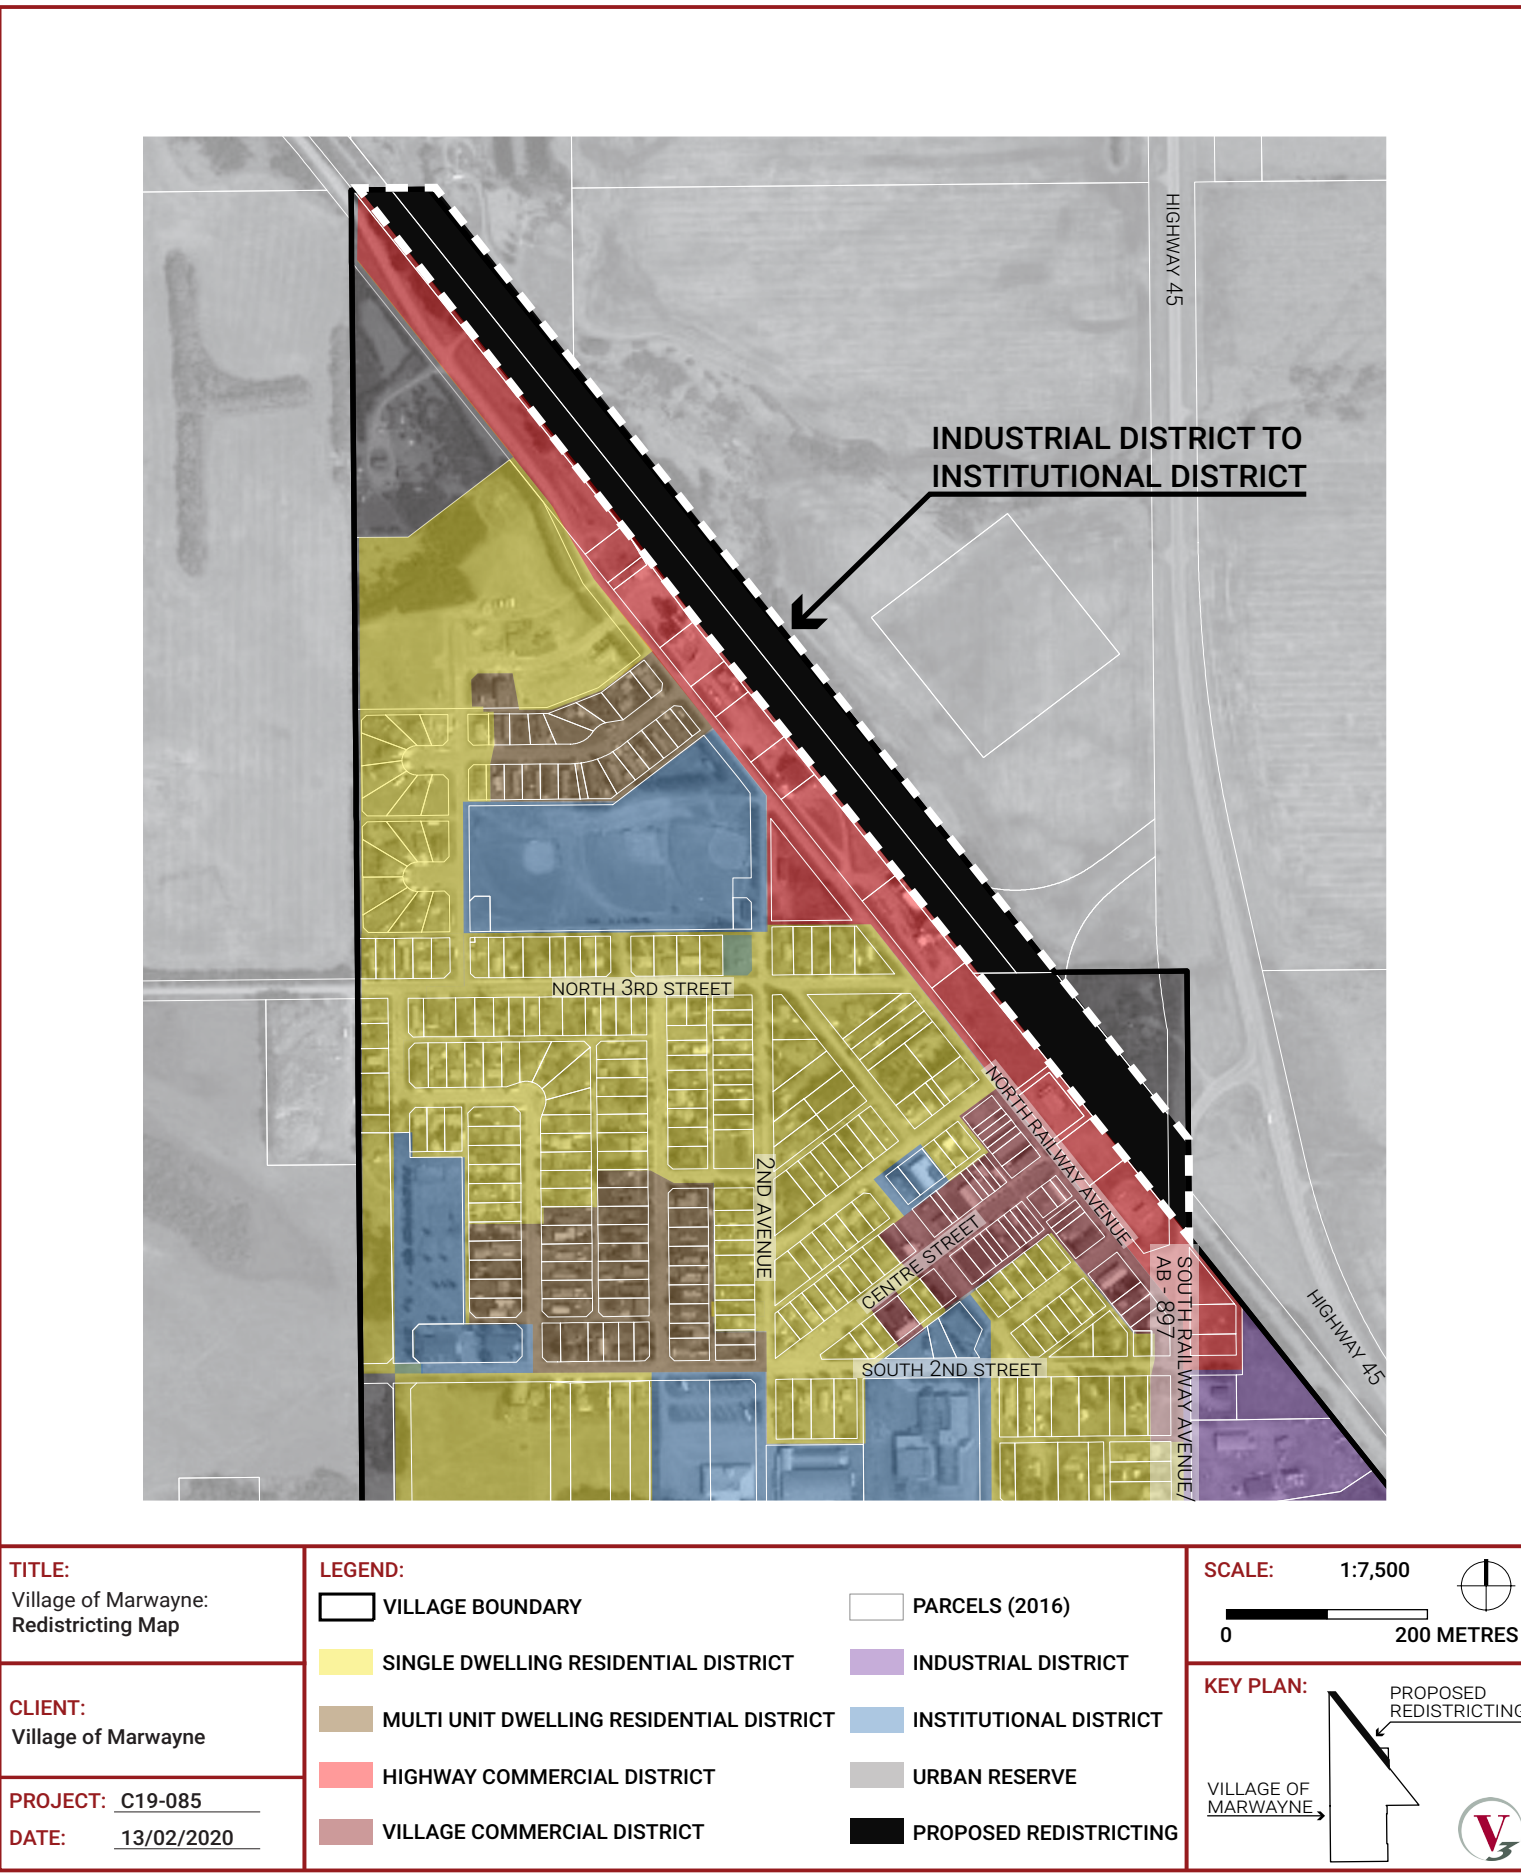 HIGHWAY 45
INDUSTRIAL DISTRICT TO
INSTITUTIONAL DISTRICT
NORTH 3RD STREET
NORTH RAILWAY AVENUE
2ND AVENUE
CENTRE STREET
SOUTH RAILWAY AVENUE/
AB - 897
HIGHWAY 45
SOUTH 2ND STREET
TITLE:
Village of Marwayne:
Redistricting Map
CLIENT:
Village of Marwayne
PROJECT: C19-085
DATE: 13/02/2020
LEGEND:
VILLAGE BOUNDARY
SINGLE DWELLING RESIDENTIAL DISTRICT
MULTI UNIT DWELLING RESIDENTIAL DISTRICT
HIGHWAY COMMERCIAL DISTRICT
VILLAGE COMMERCIAL DISTRICT
PARCELS (2016)
INDUSTRIAL DISTRICT
INSTITUTIONAL DISTRICT
URBAN RESERVE
PROPOSED REDISTRICTING
SCALE: 1:7,500
0 200 METRES
KEY PLAN:
PROPOSED
REDISTRICTING
VILLAGE OF
MARWAYNE
V3